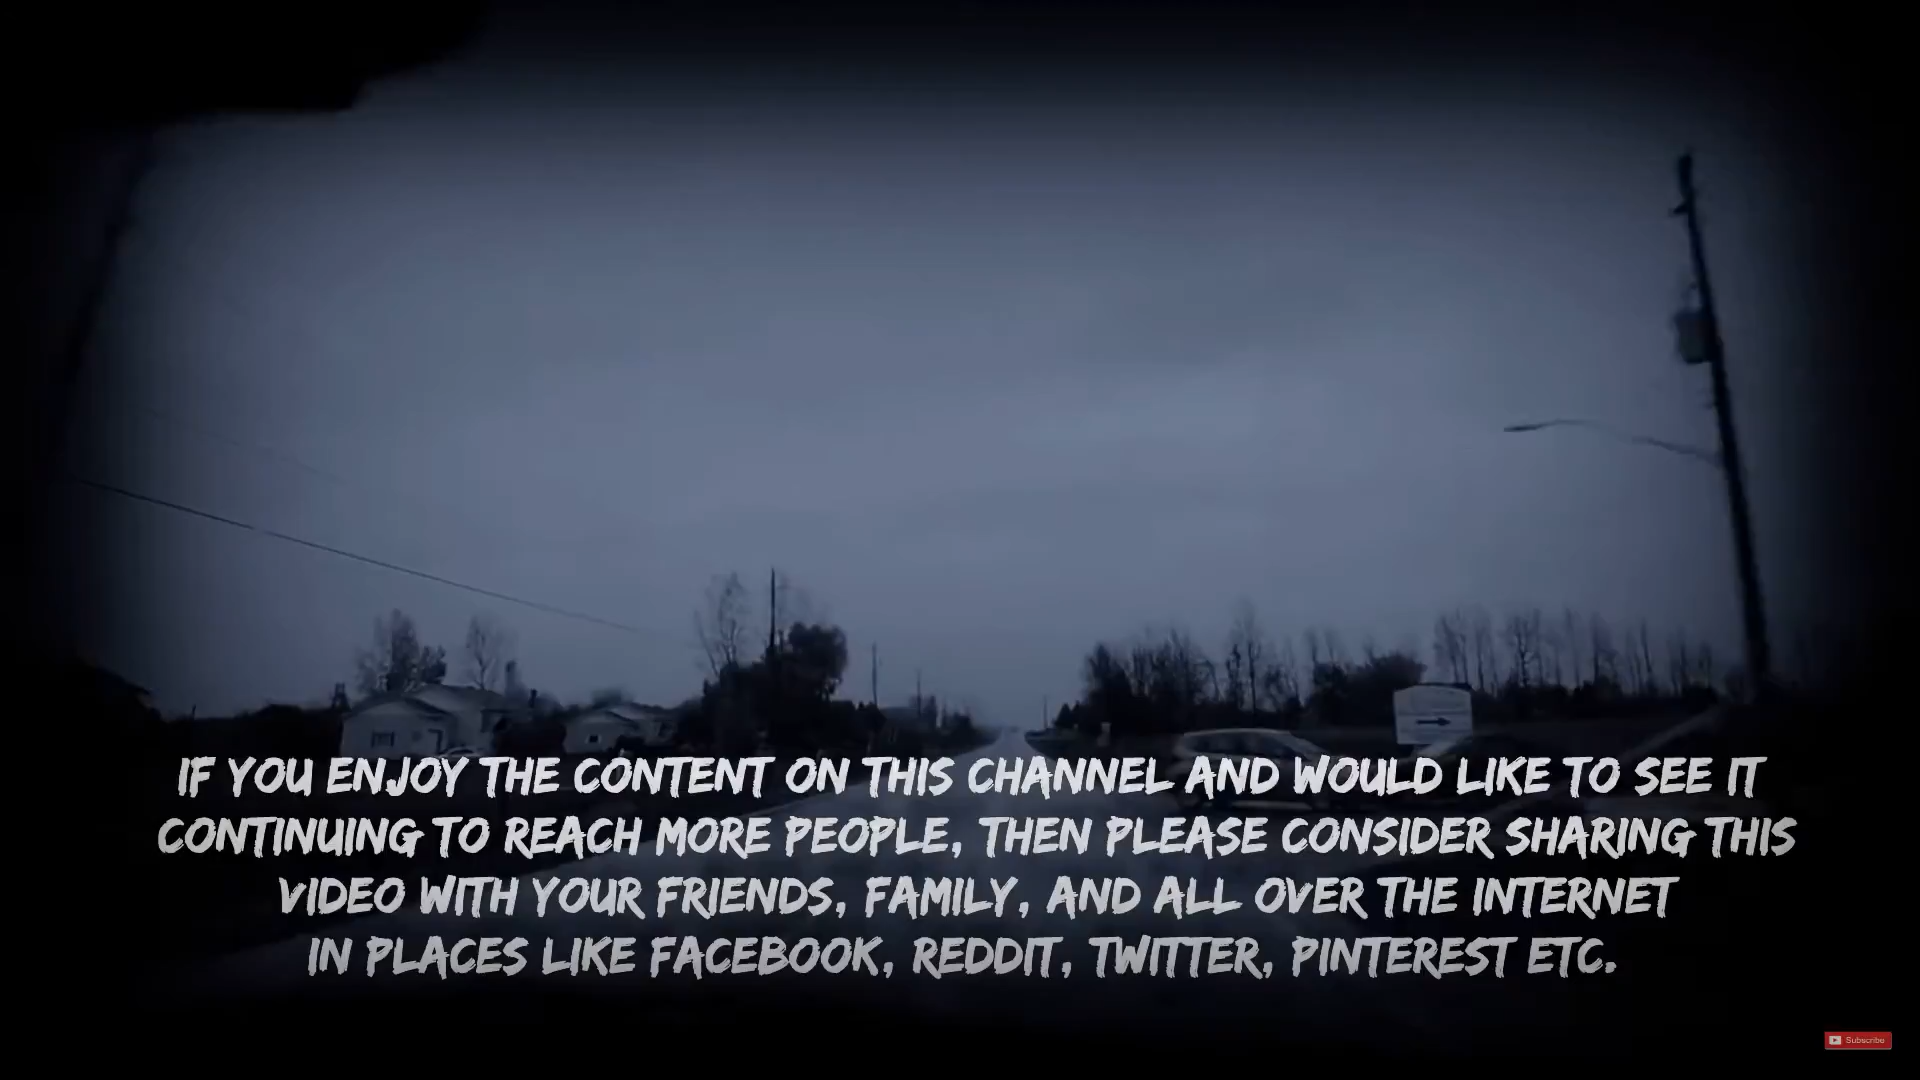 IF YOU ENJOY THE CONTENT ON THIS CHANNEL AND WOULD LIKE TO SEE IT
CONTINUING TO REACH MORE PEOPLE, THEN PLEASE CONSIDER SHARING THIS
VIDEO WITH YOUR FRIENDS, FAMILY, AND ALL OVER THE INTERNET
IN PLACES LIKE FACEBOOK, REDDIT, TWITTER, PINTEREST ETC.
Subscribe